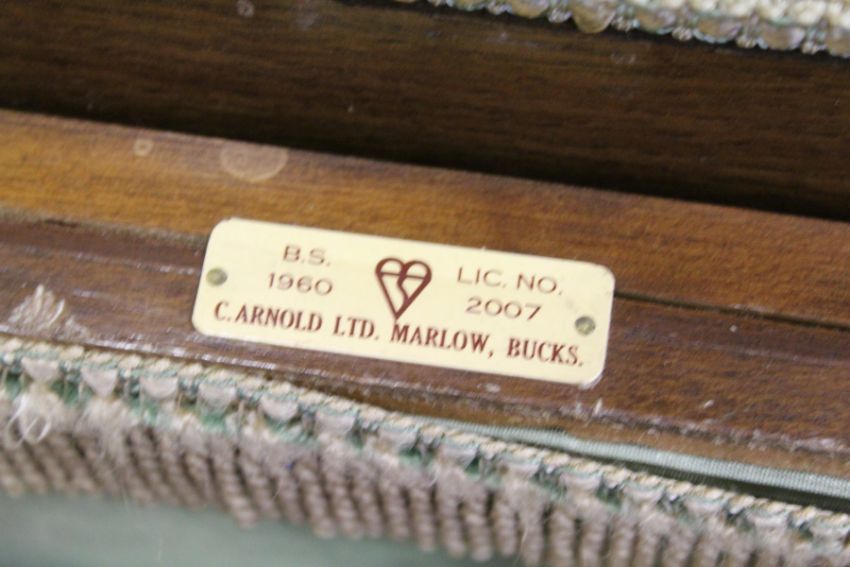 B.S.
1960
LIC. NO.
2007
C. ARNOLD LTD. MARLOW, BUCKS.